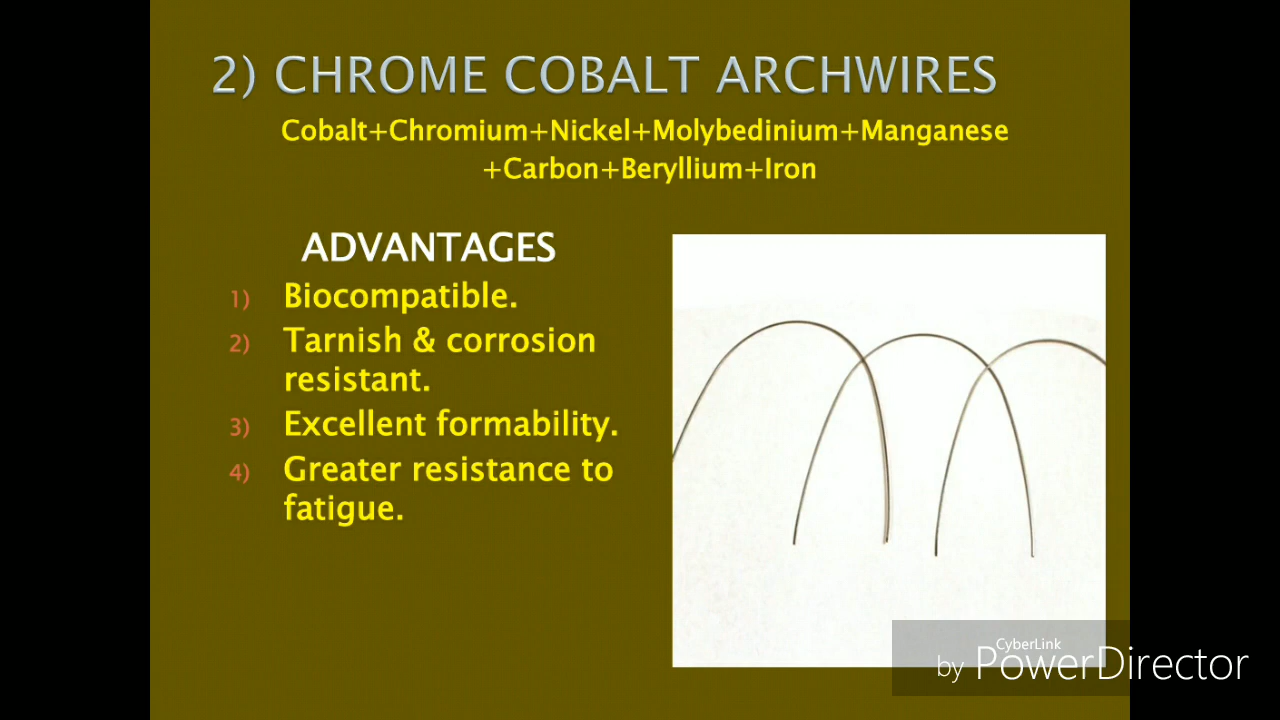 2) CHROME COBALT ARCHWIRES
Cobalt+Chromium+Nickel+Molybedinium+Manganese
+Carbon+Beryllium+Iron
ADVANTAGES
1) Biocompatible.
2) Tarnish & corrosion
resistant.
3) Excellent formability.
4) Greater resistance to
fatigue.
CyberLink
by PowerDirector